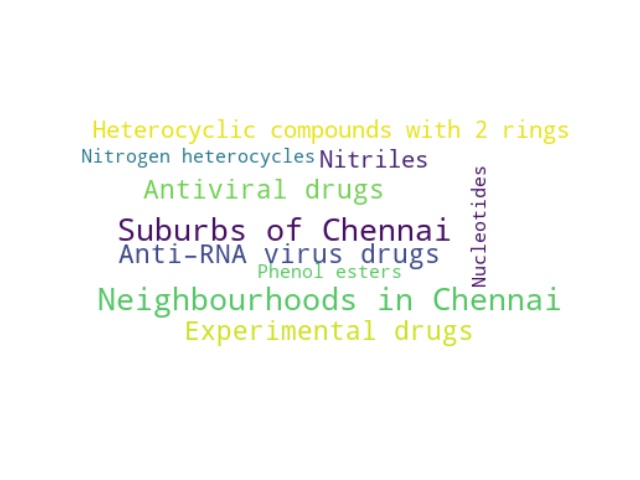 Heterocyclic compounds with 2 rings
Nitrogen heterocycles
Nitriles
Antiviral drugs
Nucleotides
Suburbs of Chennai
Anti–RNA virus drugs
Phenol esters
Neighbourhoods in Chennai
Experimental drugs